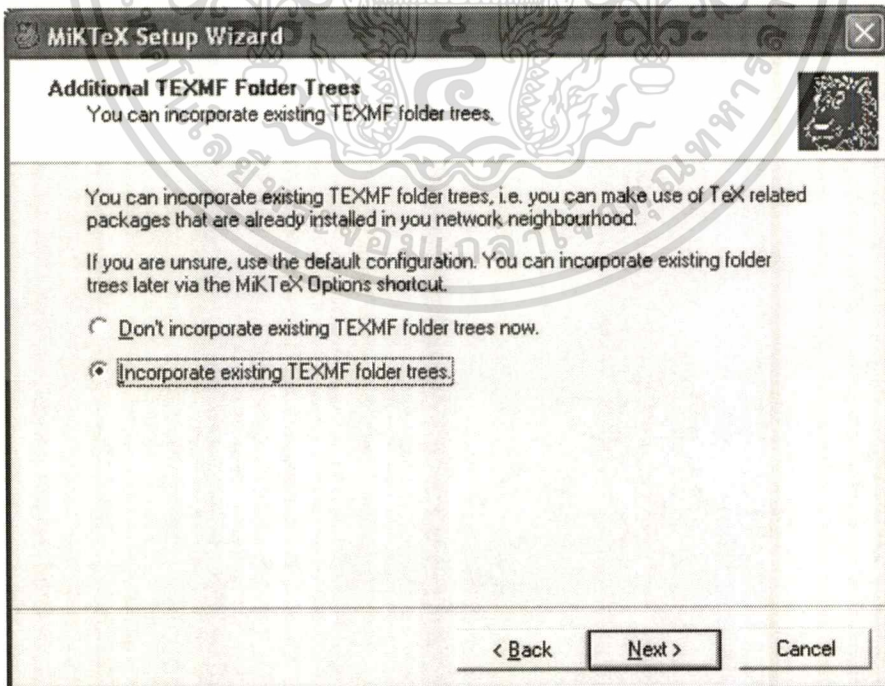 MiKTeX Setup Wizard
Additional TEXMF Folder Trees
You can incorporate existing TEXMF folder trees.
You can incorporate existing TEXMF folder trees, i.e. you can make use of TeX related
packages that are already installed in you network neighbourhood.
If you are unsure, use the default configuration. You can incorporate existing folder
trees later via the MiKTeX Options shortcut.
Don't incorporate existing TEXMF folder trees now.
Incorporate existing TEXMF folder trees.
< Back
Next >
Cancel